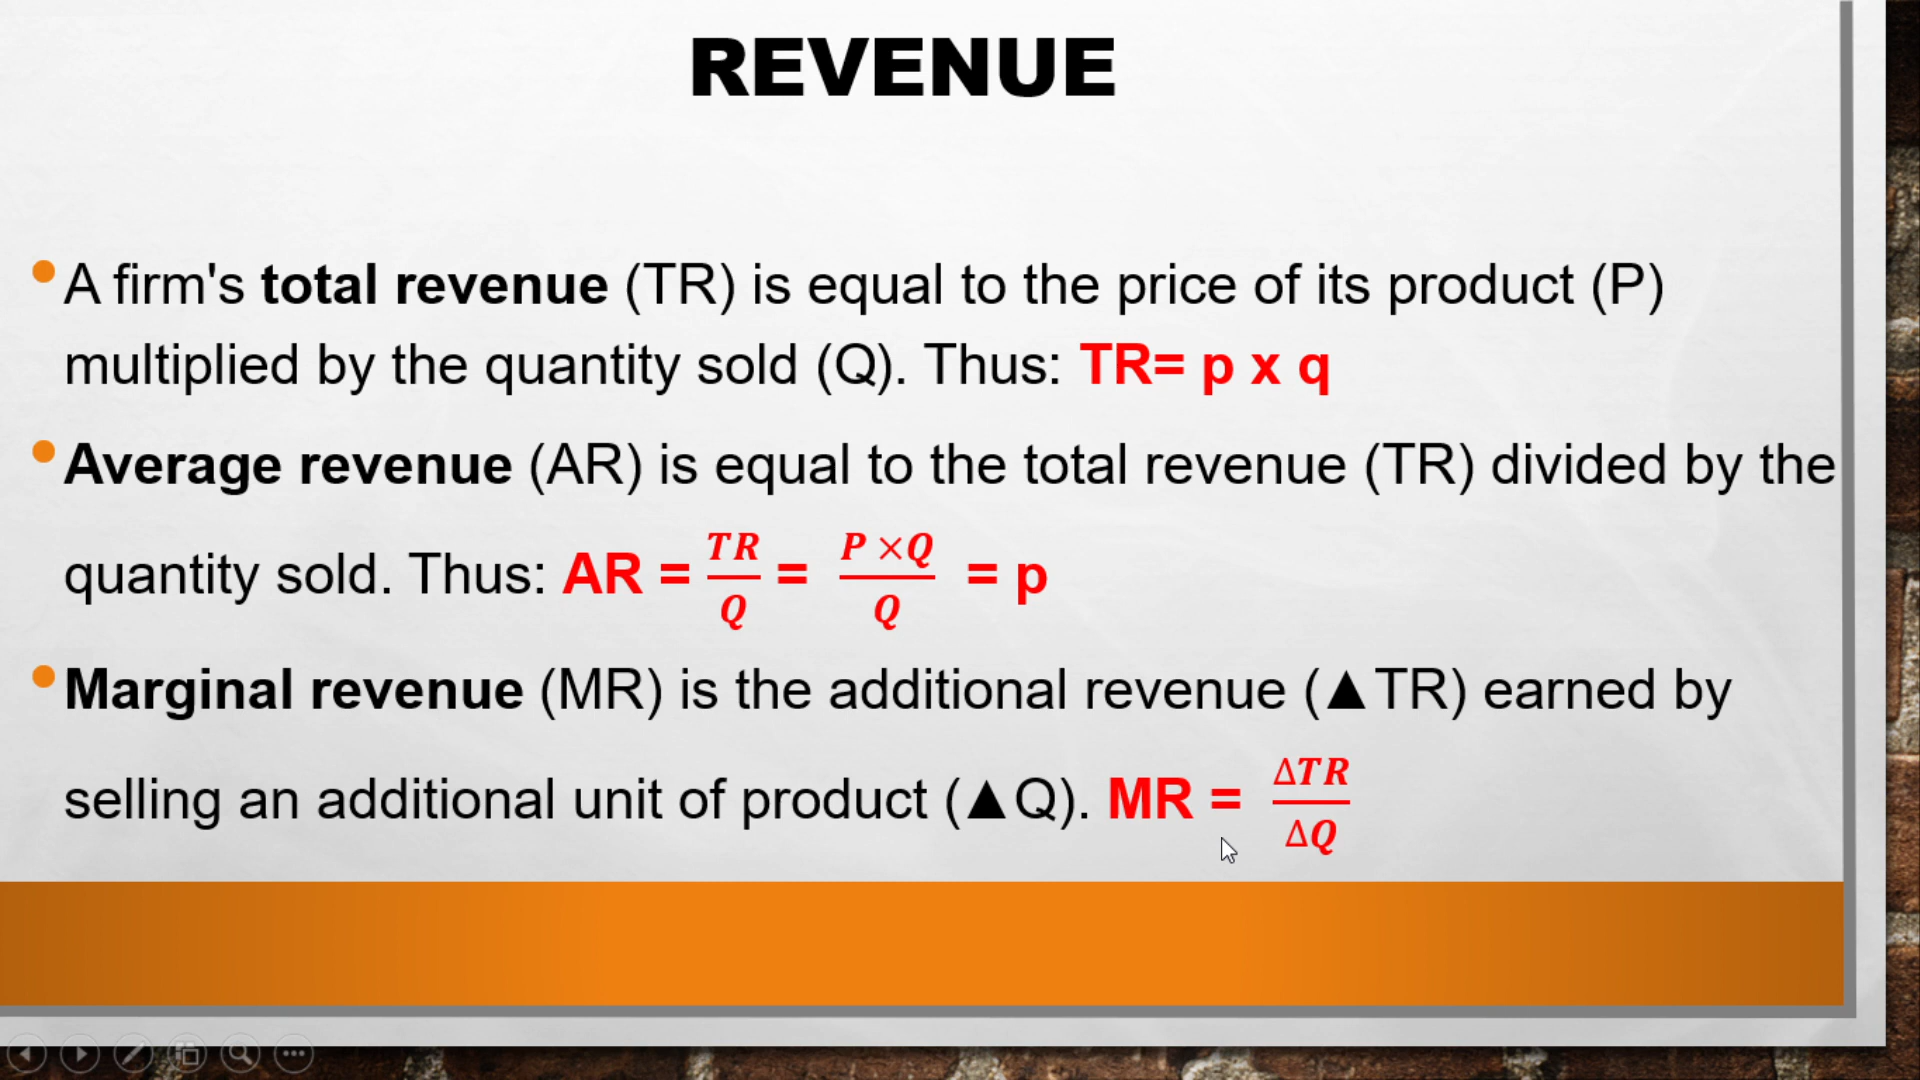 REVENUE
• A firm's total revenue (TR) is equal to the price of its product (P)
multiplied by the quantity sold (Q). Thus: TR= p x q
• Average revenue (AR) is equal to the total revenue (TR) divided by the
quantity sold. Thus: AR = TR/Q = P ×Q/Q = p
• Marginal revenue (MR) is the additional revenue (▲TR) earned by
selling an additional unit of product (▲Q). MR = ΔTR/ΔQ